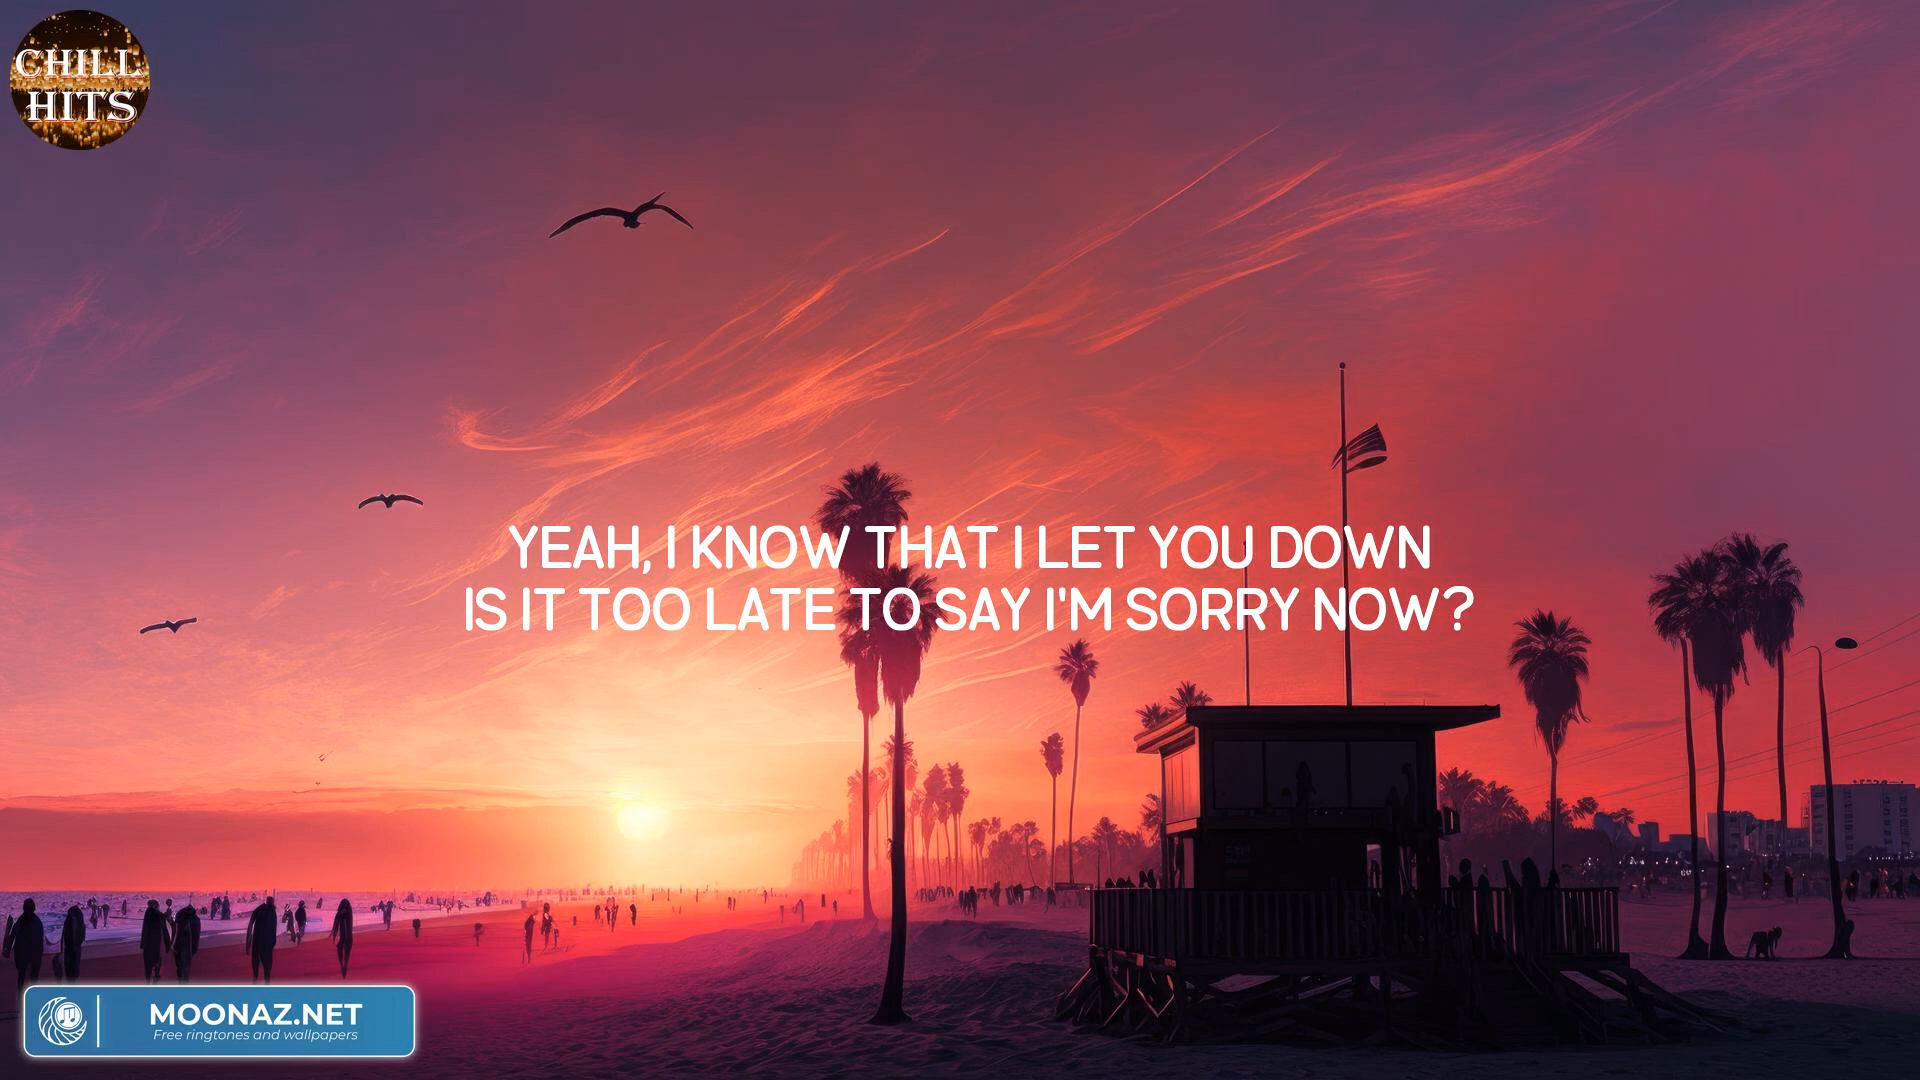 CHILL
HITS
YEAH, I KNOW THAT I LET YOU DOWN
IS IT TOO LATE TO SAY I'M SORRY NOW?
MOONAZ.NET
Free ringtones and wallpapers